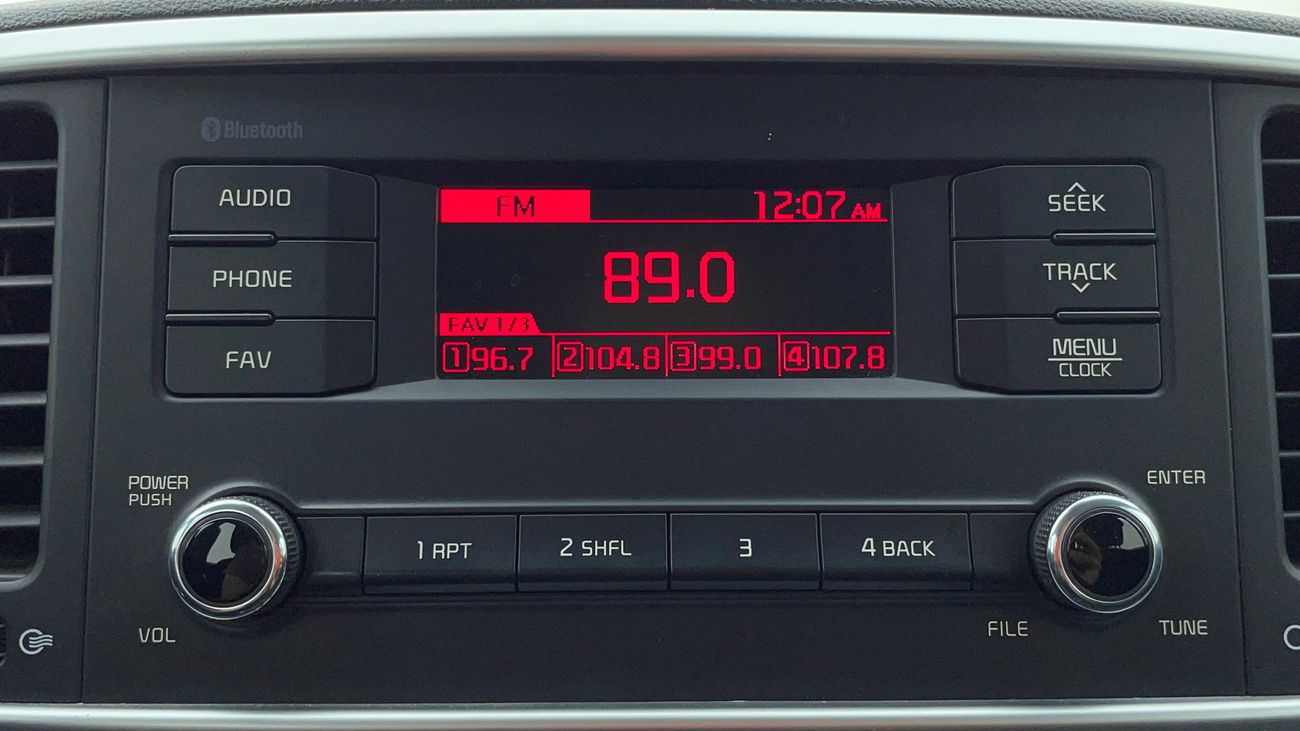 Bluetooth
AUDIO
PHONE
FAV
FM 12:07 AM
89.0
FAV 1/3
1 96.7 2 104.8 3 99.0 4 107.8
SEEK
TRACK
MENU
CLOCK
POWER
PUSH
VOL
1 RPT 2 SHFL 3 4 BACK
ENTER
FILE
TUNE